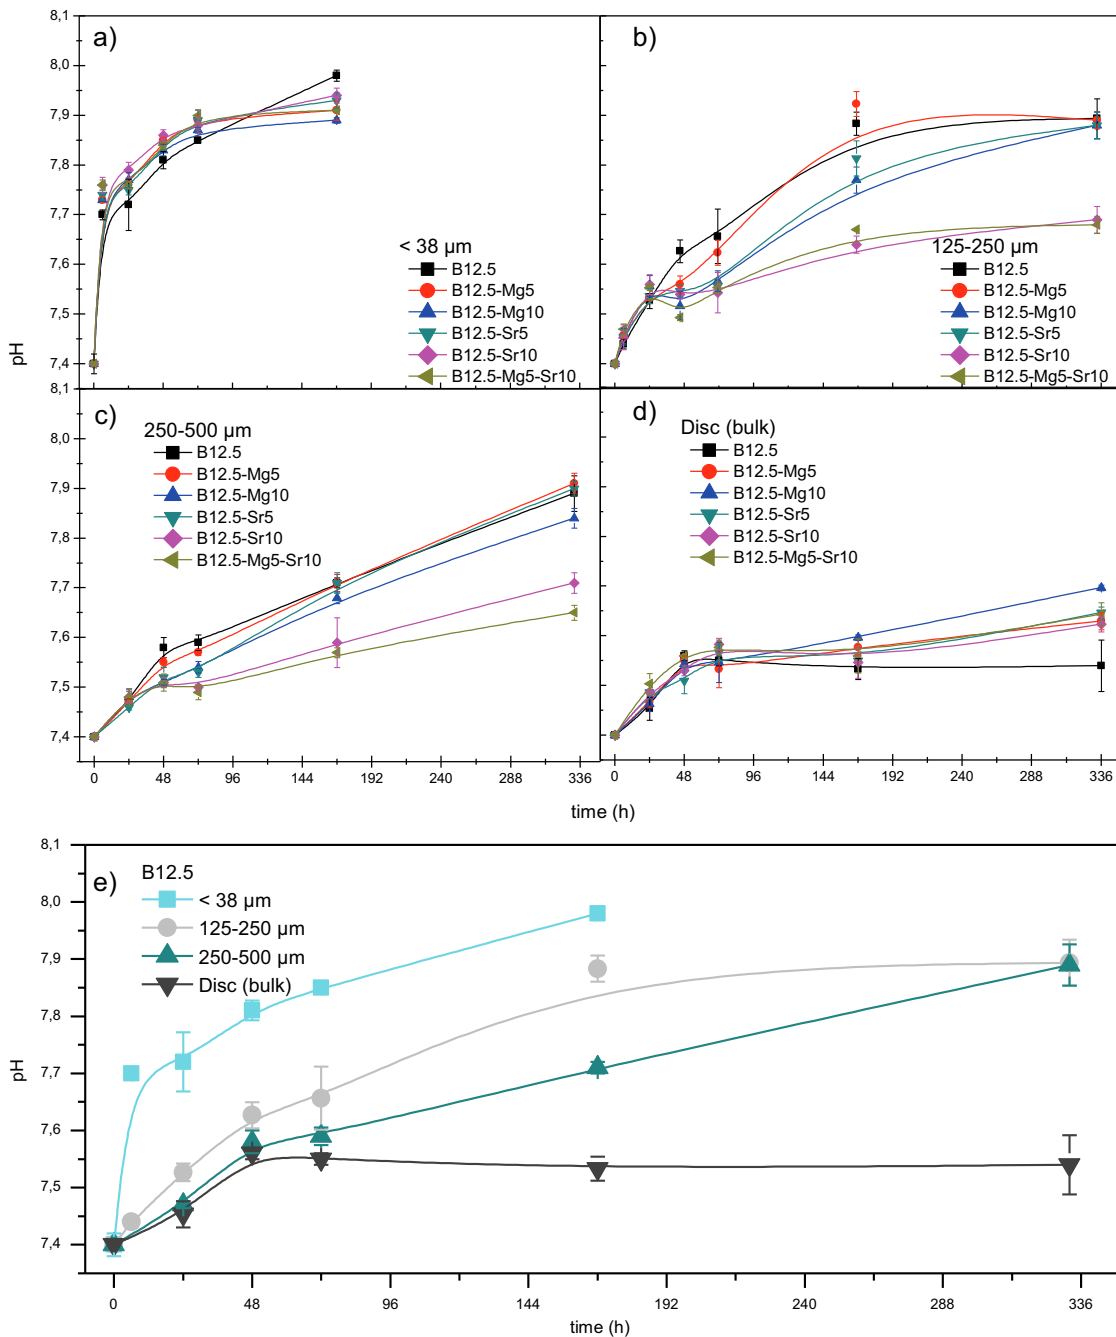 8,1
8,0
7,9
7,8
7,7
7,6
7,5
7,4
pH
a)
< 38 µm
B12.5
B12.5-Mg5
B12.5-Mg10
B12.5-Sr5
B12.5-Sr10
B12.5-Mg5-Sr10
b)
125-250 µm
B12.5
B12.5-Mg5
B12.5-Mg10
B12.5-Sr5
B12.5-Sr10
B12.5-Mg5-Sr10
8,1
8,0
7,9
7,8
7,7
7,6
7,5
7,4
c)
250-500 µm
B12.5
B12.5-Mg5
B12.5-Mg10
B12.5-Sr5
B12.5-Sr10
B12.5-Mg5-Sr10
d)
Disc (bulk)
B12.5
B12.5-Mg5
B12.5-Mg10
B12.5-Sr5
B12.5-Sr10
B12.5-Mg5-Sr10
0 48 96 144 192 240 288 336
0 48 96 144 192 240 288 336
time (h)
8,1
8,0
7,9
7,8
7,7
7,6
7,5
7,4
pH
e)
B12.5
< 38 µm
125-250 µm
250-500 µm
Disc (bulk)
0 48 96 144 192 240 288 336
time (h)